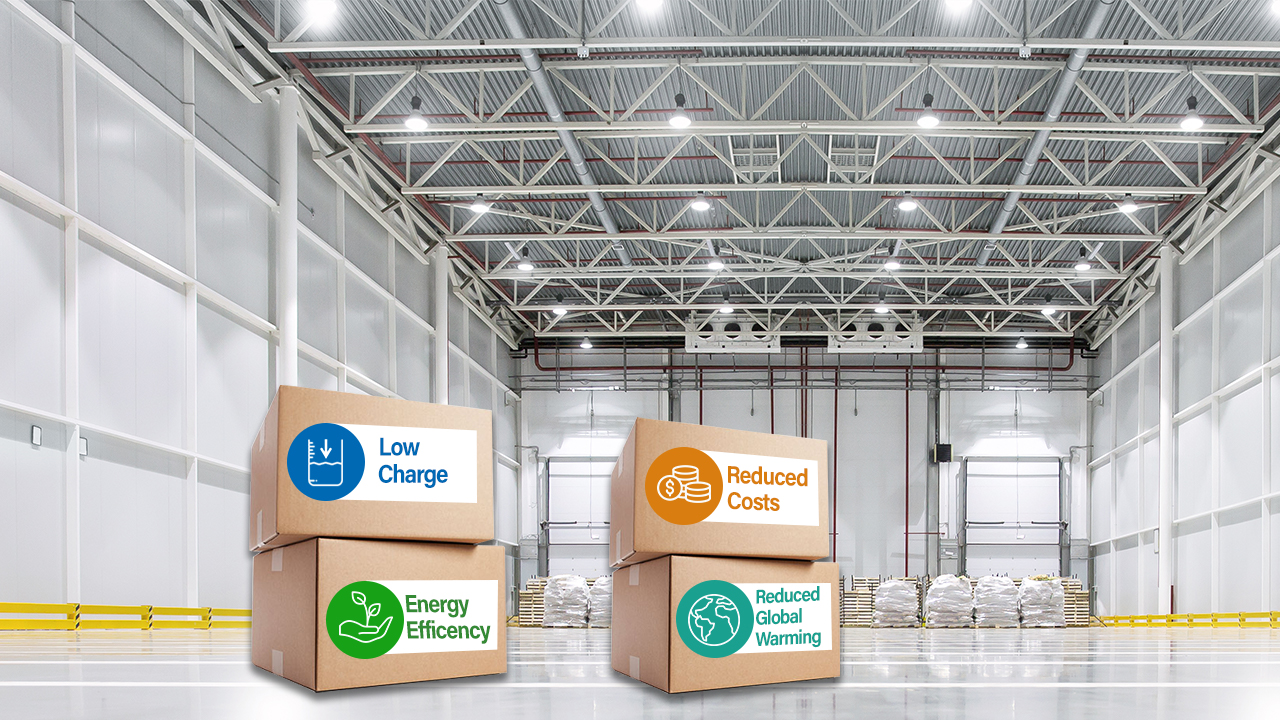 Low
Charge
Reduced
Costs
Energy
Efficency
Reduced
Global
Warming